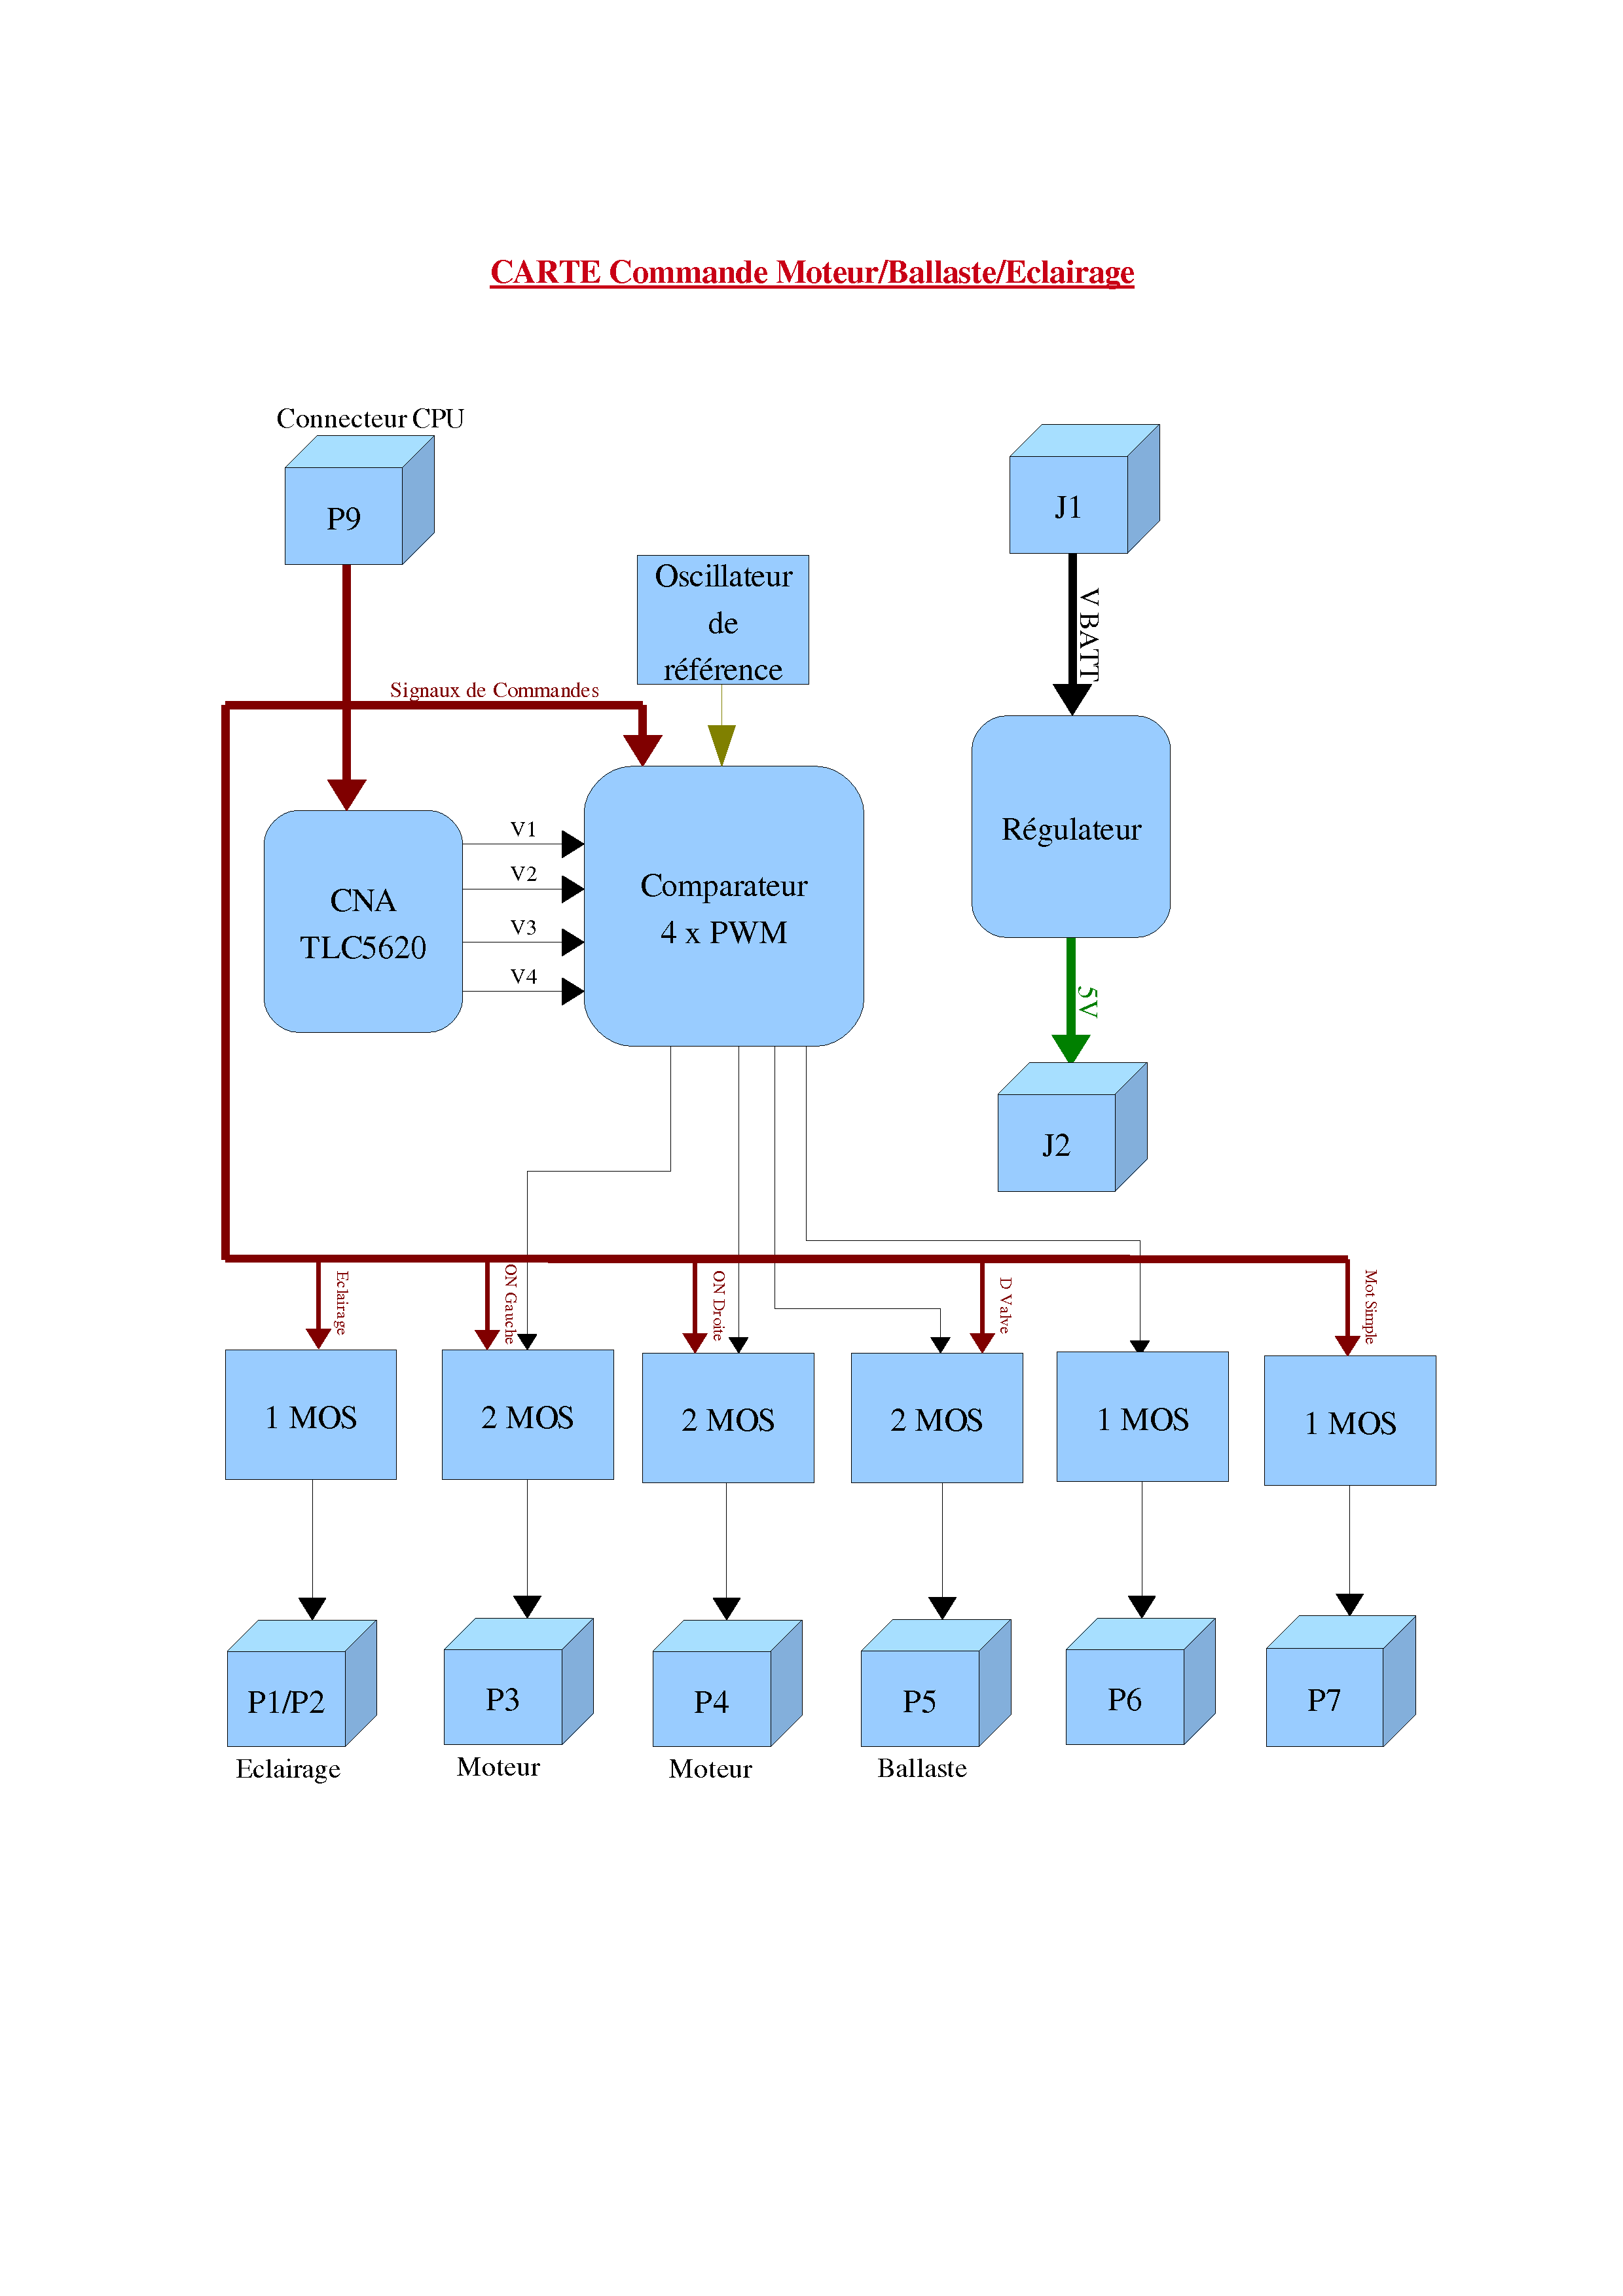 CARTE Commande Moteur/Ballaste/Eclairage
Connecteur CPU
P9
J1
Oscillateur
de
référence
V BATT
Signaux de Commandes
Régulateur
CNA
TLC5620
V1
V2
V3
V4
Comparateur
4 x PWM
5V
J2
Eclairage
ON Gauche
ON Droite
D Valve
Mot Simple
1 MOS
2 MOS
2 MOS
2 MOS
1 MOS
1 MOS
P1/P2
P3
P4
P5
P6
P7
Eclairage
Moteur
Moteur
Ballaste